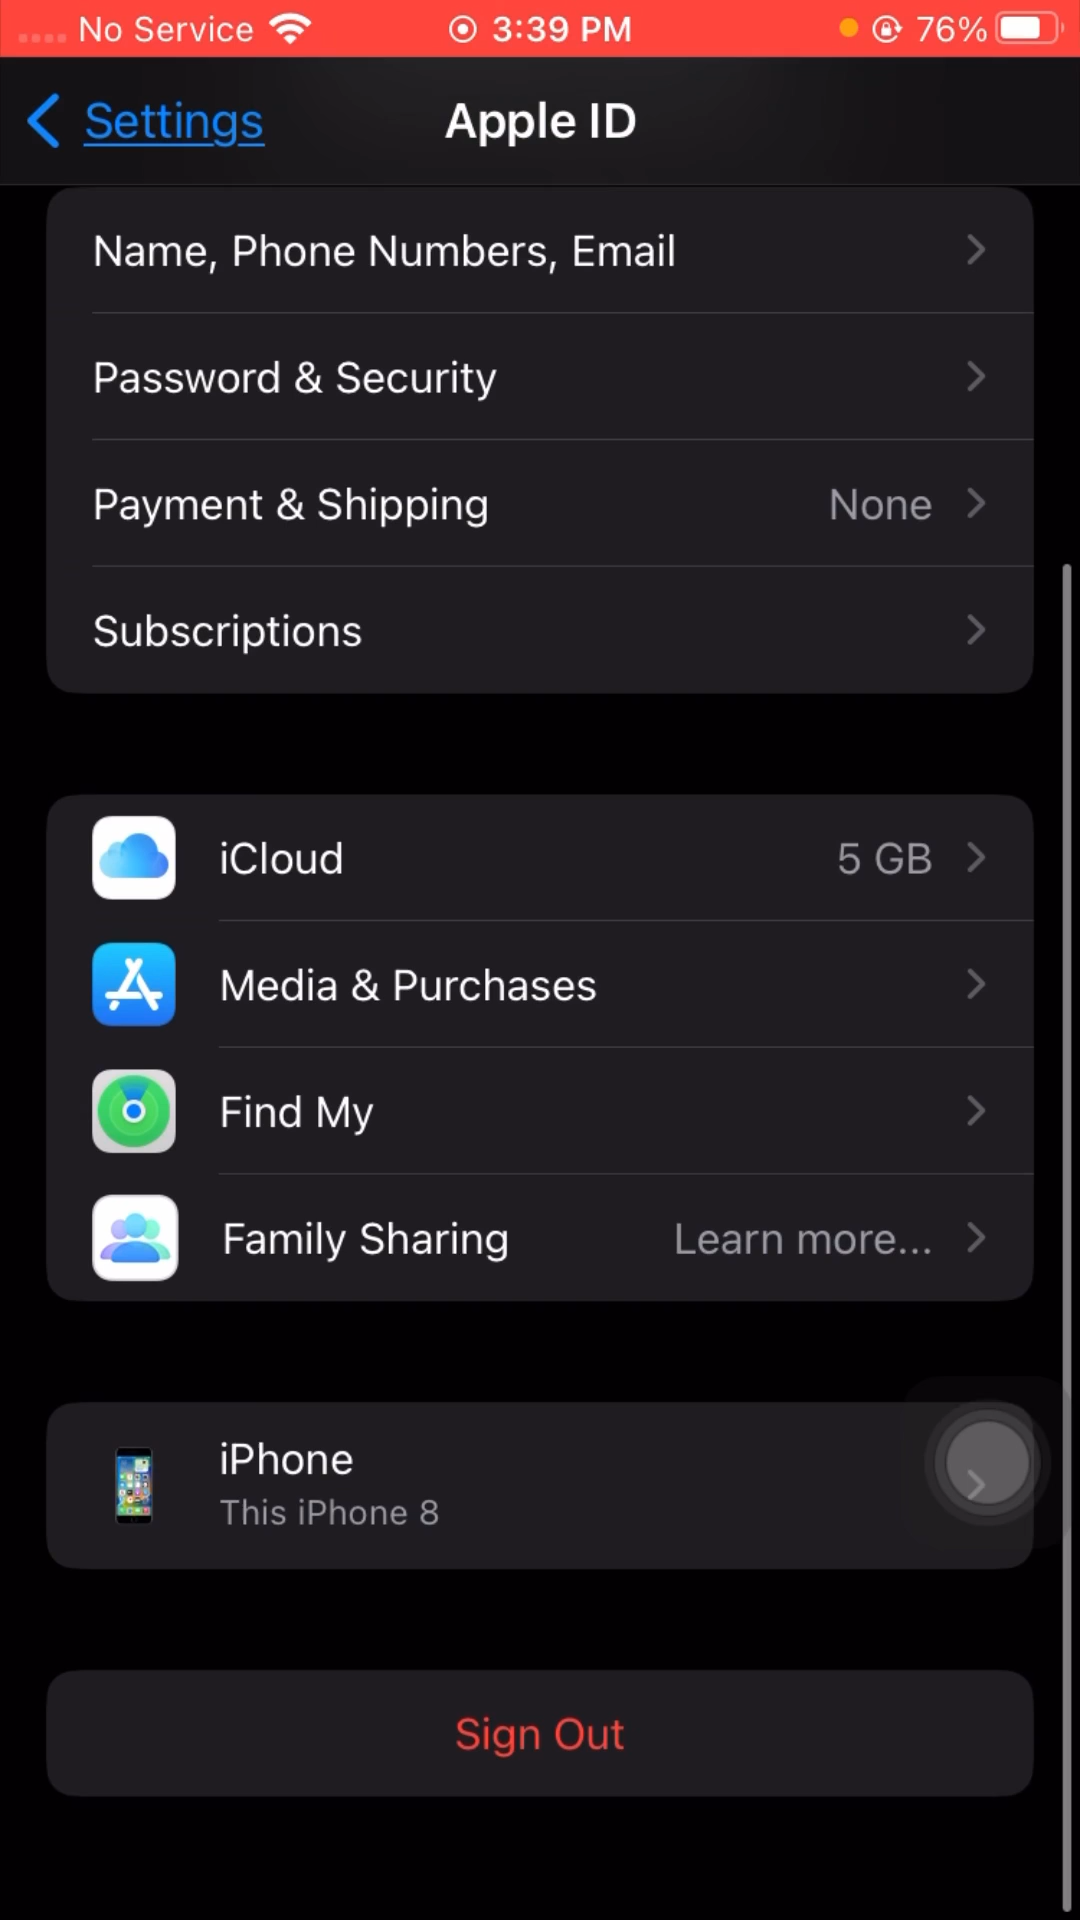 No Service 3:39 PM 76%
Settings Apple ID
Name, Phone Numbers, Email
Password & Security
Payment & Shipping None
Subscriptions
iCloud 5 GB
Media & Purchases
Find My
Family Sharing Learn more...
iPhone
This iPhone 8
Sign Out